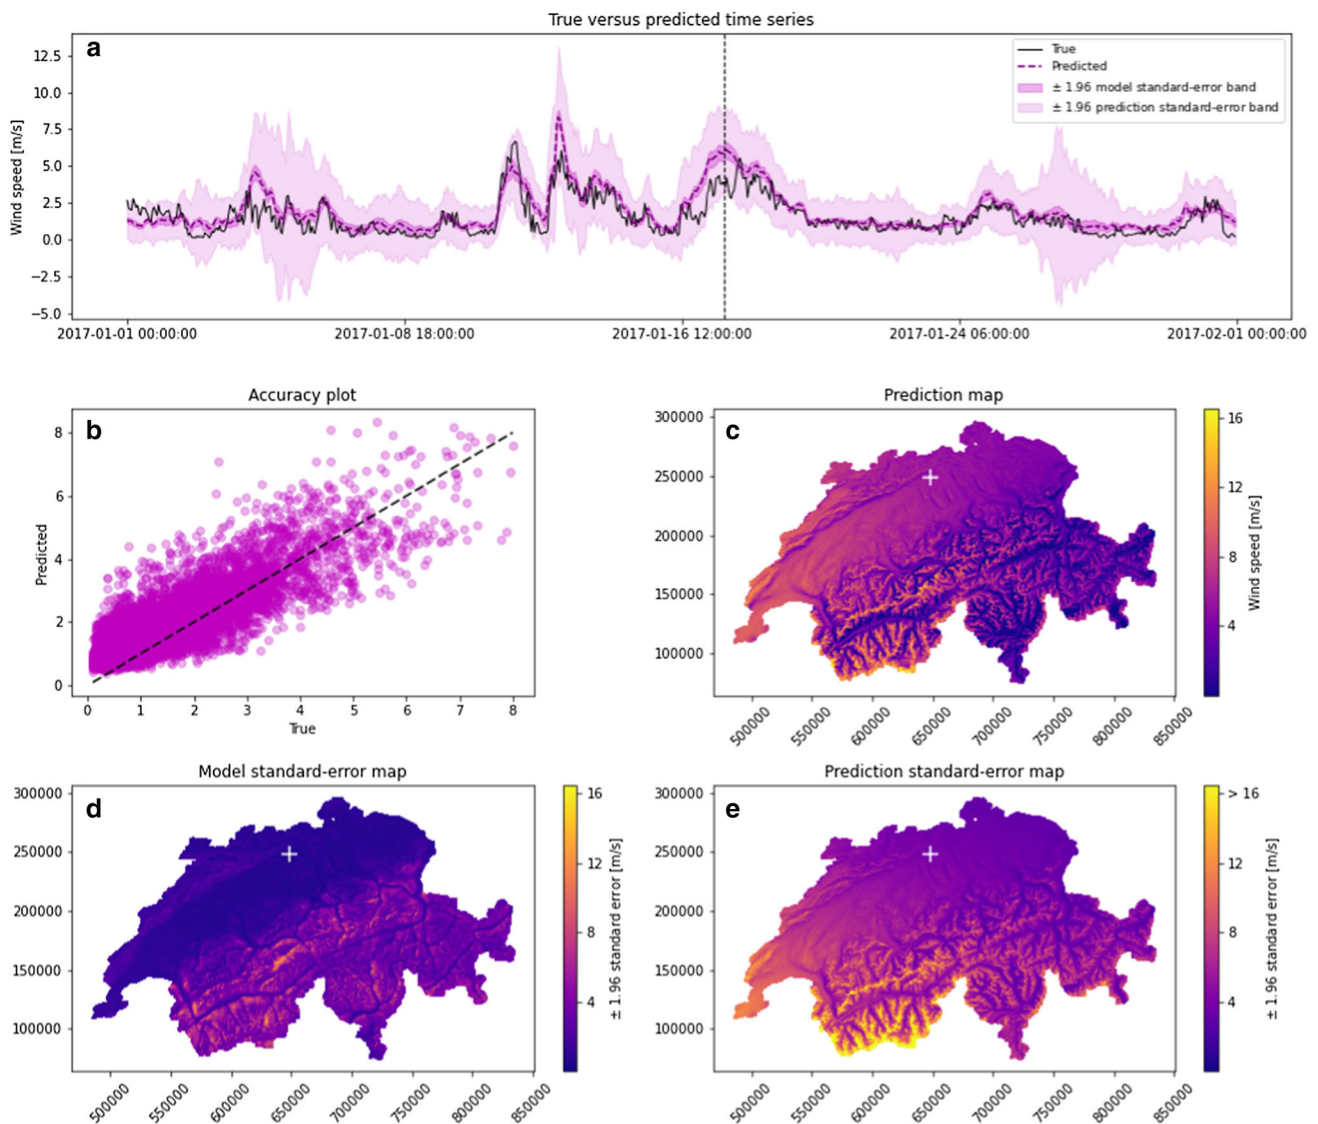 True versus predicted time series
a
Wind speed [m/s]
12.5
10.0
7.5
5.0
2.5
0.0
−2.5
−5.0
True
Predicted
± 1.96 model standard-error band
± 1.96 prediction standard-error band
2017-01-01 00:00:00
2017-01-08 18:00:00
2017-01-16 12:00:00
2017-01-24 06:00:00
2017-02-01 00:00:00
Accuracy plot
b
Predicted
8
6
4
2
0
0 1 2 3 4 5 6 7 8
True
Prediction map
c
300000
250000
200000
150000
100000
500000 550000 600000 650000 700000 750000 800000 850000
16
12
8
4
Wind speed [m/s]
Model standard-error map
d
300000
250000
200000
150000
100000
500000 550000 600000 650000 700000 750000 800000 850000
16
12
8
4
± 1.96 standard error [m/s]
Prediction standard-error map
e
300000
250000
200000
150000
100000
500000 550000 600000 650000 700000 750000 800000 850000
> 16
12
8
4
± 1.96 standard error [m/s]